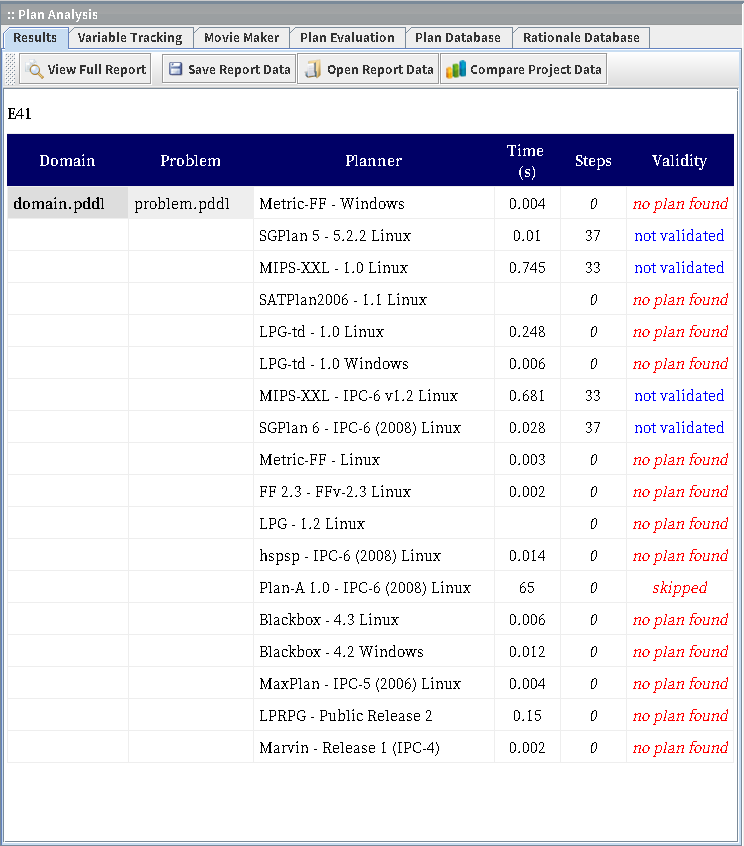 :: Plan Analysis
Results Variable Tracking Movie Maker Plan Evaluation Plan Database Rationale Database
View Full Report Save Report Data Open Report Data Compare Project Data
E41
Domain Problem Planner Time (s) Steps Validity
domain.pddl problem.pddl Metric-FF - Windows 0.004 0 no plan found
SGPlan 5 - 5.2.2 Linux 0.01 37 not validated
MIPS-XXL - 1.0 Linux 0.745 33 not validated
SATPlan2006 - 1.1 Linux 0 no plan found
LPG-td - 1.0 Linux 0.248 0 no plan found
LPG-td - 1.0 Windows 0.006 0 no plan found
MIPS-XXL - IPC-6 v1.2 Linux 0.681 33 not validated
SGPlan 6 - IPC-6 (2008) Linux 0.028 37 not validated
Metric-FF - Linux 0.003 0 no plan found
FF 2.3 - FFv-2.3 Linux 0.002 0 no plan found
LPG - 1.2 Linux 0 no plan found
hspsp - IPC-6 (2008) Linux 0.014 0 no plan found
Plan-A 1.0 - IPC-6 (2008) Linux 65 0 skipped
Blackbox - 4.3 Linux 0.006 0 no plan found
Blackbox - 4.2 Windows 0.012 0 no plan found
MaxPlan - IPC-5 (2006) Linux 0.004 0 no plan found
LPRPG - Public Release 2 0.15 0 no plan found
Marvin - Release 1 (IPC-4) 0.002 0 no plan found